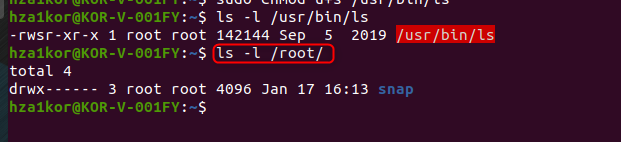 hza1kor@KOR-V-001FY:~$ sudo chmod u+s /usr/bin/ls
hza1kor@KOR-V-001FY:~$ ls -l /usr/bin/ls
-rwsr-xr-x 1 root root 142144 Sep  5  2019 /usr/bin/ls
hza1kor@KOR-V-001FY:~$ ls -l /root/
total 4
drwx------ 3 root root 4096 Jan 17 16:13 snap
hza1kor@KOR-V-001FY:~$